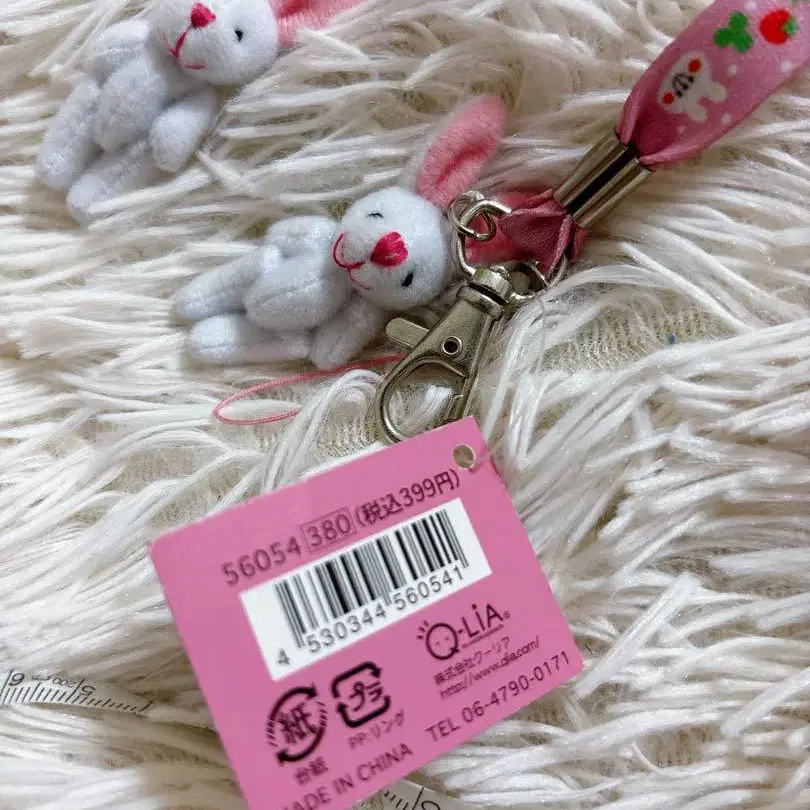 56054 380 (税込399円)
4 530344 560541
Q-LiA®
株式会社クーリア
http://www.qlia.com/
TEL 06-4790-0171
紙
台紙
プラ
PP:リング
MADE IN CHINA